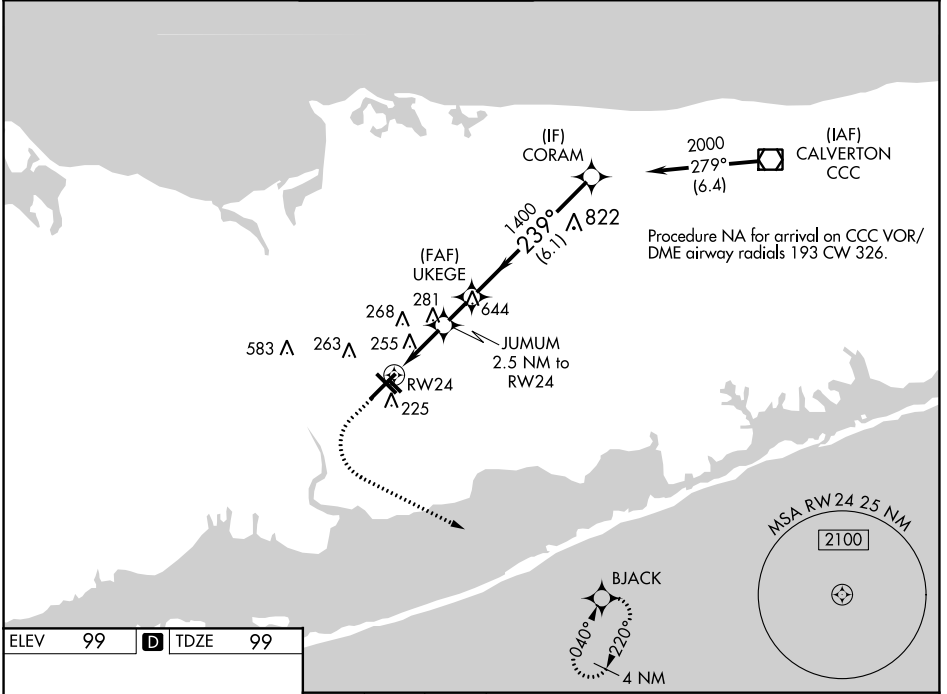 (IF)
CORAM
2000
279°
(6.4)
(IAF)
CALVERTON
CCC
1400
239°
(6.1)
822
Procedure NA for arrival on CCC VOR/
DME airway radials 193 CW 326.
(FAF)
UKEGE
644
281
268
255
263
583
JUMUM
2.5 NM to
RW24
RW24
225
MSA RW24 25 NM
2100
BJACK
040°
220°
4 NM
ELEV 99 D TDZE 99